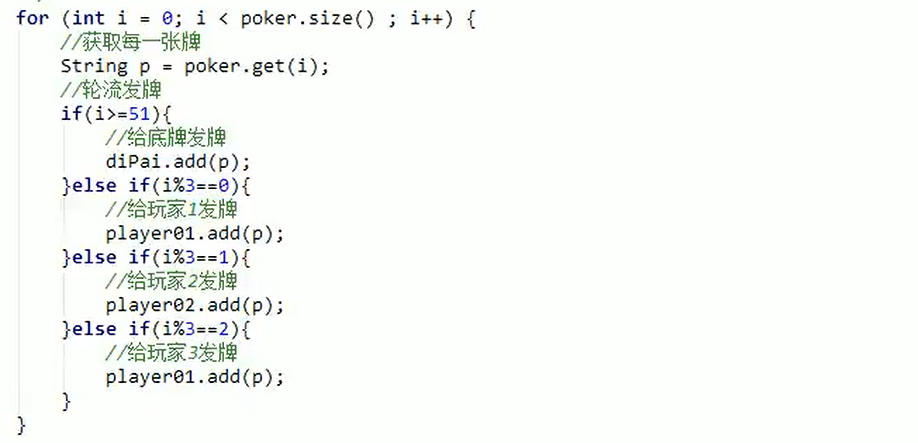 for (int i = 0; i < poker.size() ; i++) {
//获取每一张牌
String p = poker.get(i);
//轮流发牌
if(i>=51){
//给底牌发牌
diPai.add(p);
}else if(i%3==0){
//给玩家1发牌
player01.add(p);
}else if(i%3==1){
//给玩家2发牌
player02.add(p);
}else if(i%3==2){
//给玩家3发牌
player01.add(p);
}
}